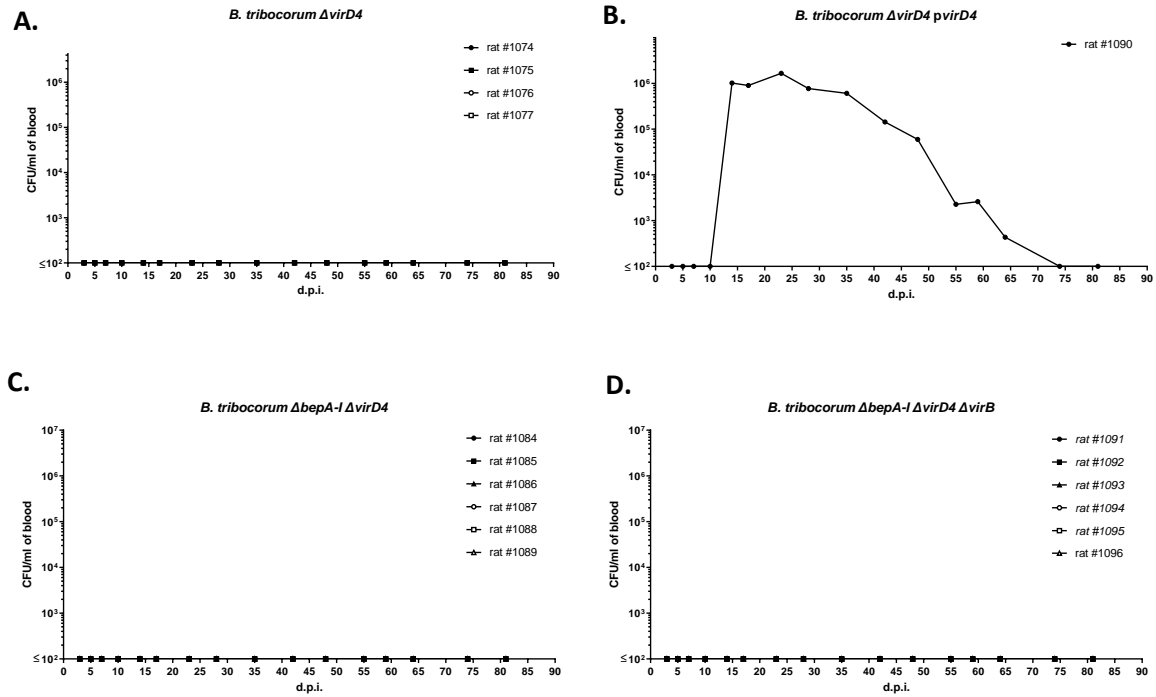 A.
B. tribocorum ΔvirD4
rat #1074
rat #1075
rat #1076
rat #1077
CFU/ml of blood
10⁶
10⁵
10⁴
10³
≤10²
0 5 10 15 20 25 30 35 40 45 50 55 60 65 70 75 80 85 90
d.p.i.
B.
B. tribocorum ΔvirD4 pvirD4
rat #1090
CFU/ml of blood
10⁶
10⁵
10⁴
10³
≤10²
0 5 10 15 20 25 30 35 40 45 50 55 60 65 70 75 80 85 90
d.p.i.
C.
B. tribocorum ΔbepA-I ΔvirD4
rat #1084
rat #1085
rat #1086
rat #1087
rat #1088
rat #1089
CFU/ml of blood
10⁷
10⁶
10⁵
10⁴
10³
≤10²
0 5 10 15 20 25 30 35 40 45 50 55 60 65 70 75 80 85 90
d.p.i.
D.
B. tribocorum ΔbepA-I ΔvirD4 ΔvirB
rat #1091
rat #1092
rat #1093
rat #1094
rat #1095
rat #1096
CFU/ml of blood
10⁷
10⁶
10⁵
10⁴
10³
≤10²
0 5 10 15 20 25 30 35 40 45 50 55 60 65 70 75 80 85 90
d.p.i.